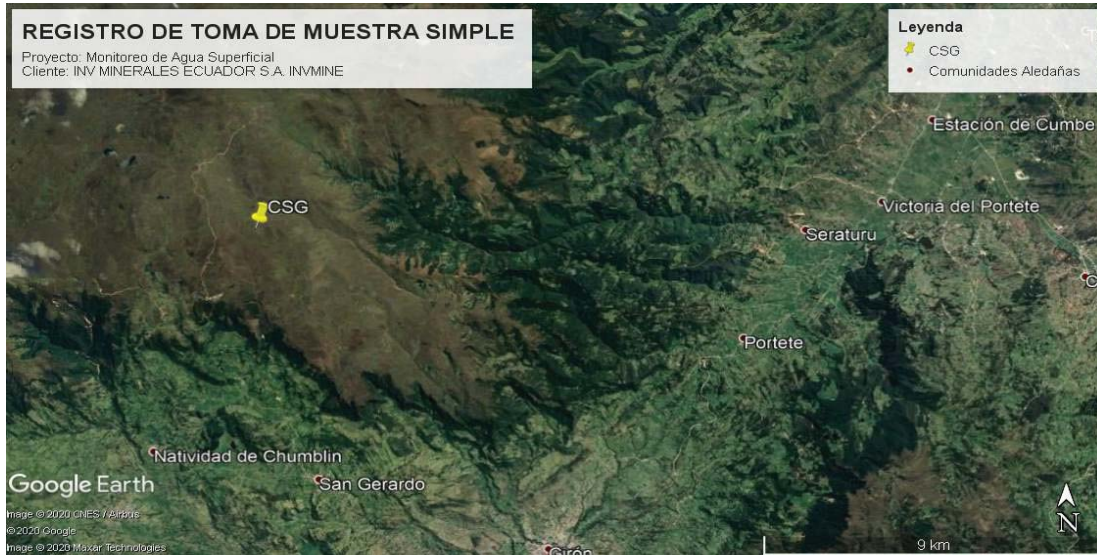 REGISTRO DE TOMA DE MUESTRA SIMPLE
Proyecto: Monitoreo de Agua Superficial
Cliente: INV MINERALES ECUADOR S.A. INVMINE
Leyenda
CSG
Comunidades Aledañas
Estación de Cumbe
CSG
Victoria del Portete
Seraturu
C
Portete
Natividad de Chumblin
San Gerardo
Google Earth
Image © 2020 CNES / Airbus
© 2020 Google
Image © 2020 Maxar Technologies
Girón
N
9 km